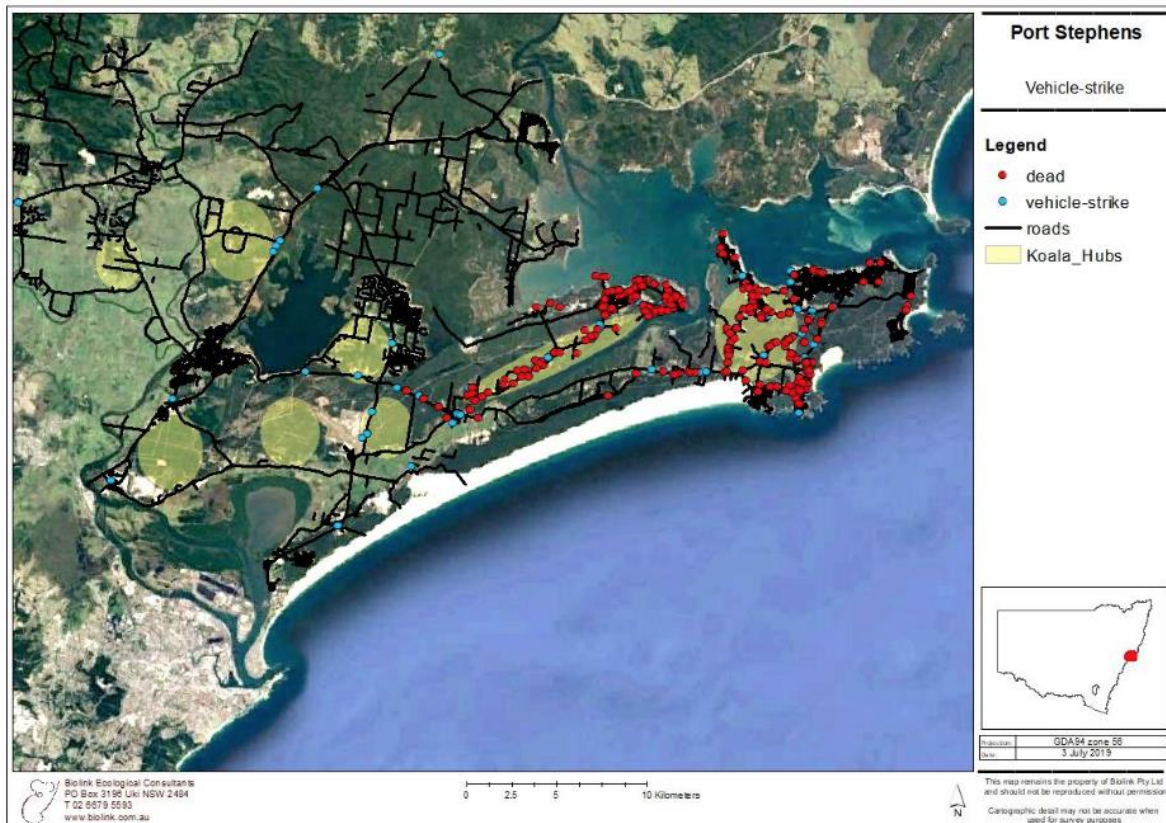 Port Stephens
Vehicle-strike
Legend
dead
vehicle-strike
roads
Koala_Hubs
Projection: GDA94 zone 56
Date: 3 July 2019
Biolink Ecological Consultants
PO Box 3196 Uki NSW 2484
T 02 6679 5593
www.biolink.com.au
0 2.5 5 10 Kilometers
N
This map remains the property of Biolink Pty Ltd
and should not be reproduced without permission
Cartographic detail may not be accurate when
used for survey purposes